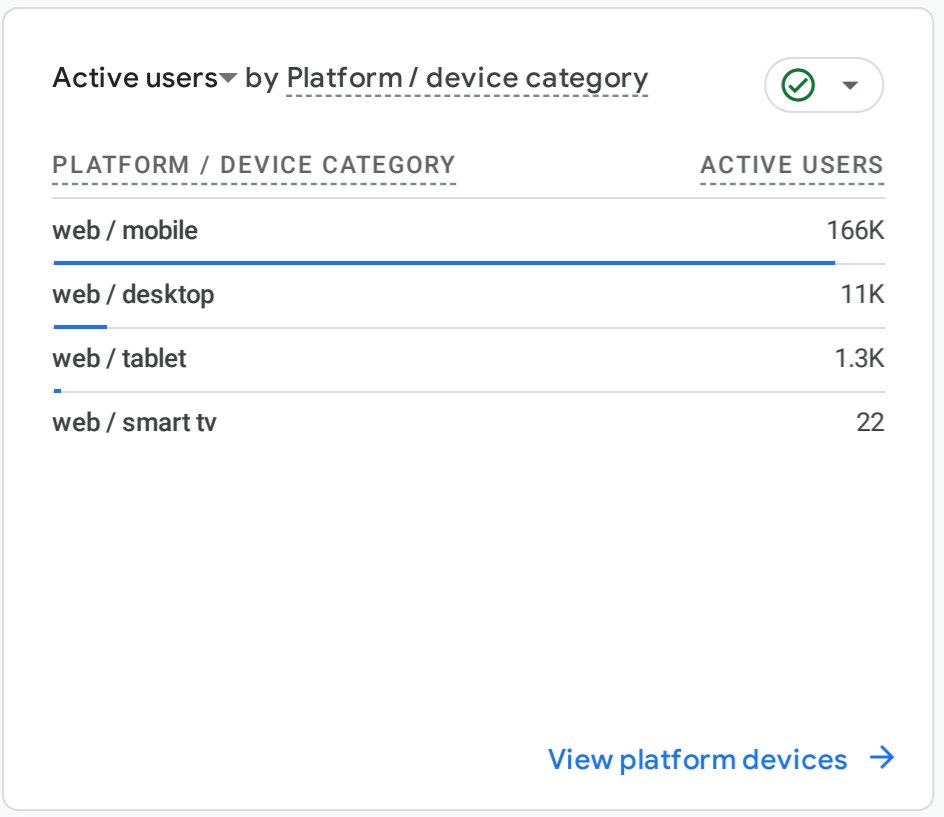 Active users by Platform / device category
PLATFORM / DEVICE CATEGORY ACTIVE USERS
web / mobile 166K
web / desktop 11K
web / tablet 1.3K
web / smart tv 22
View platform devices